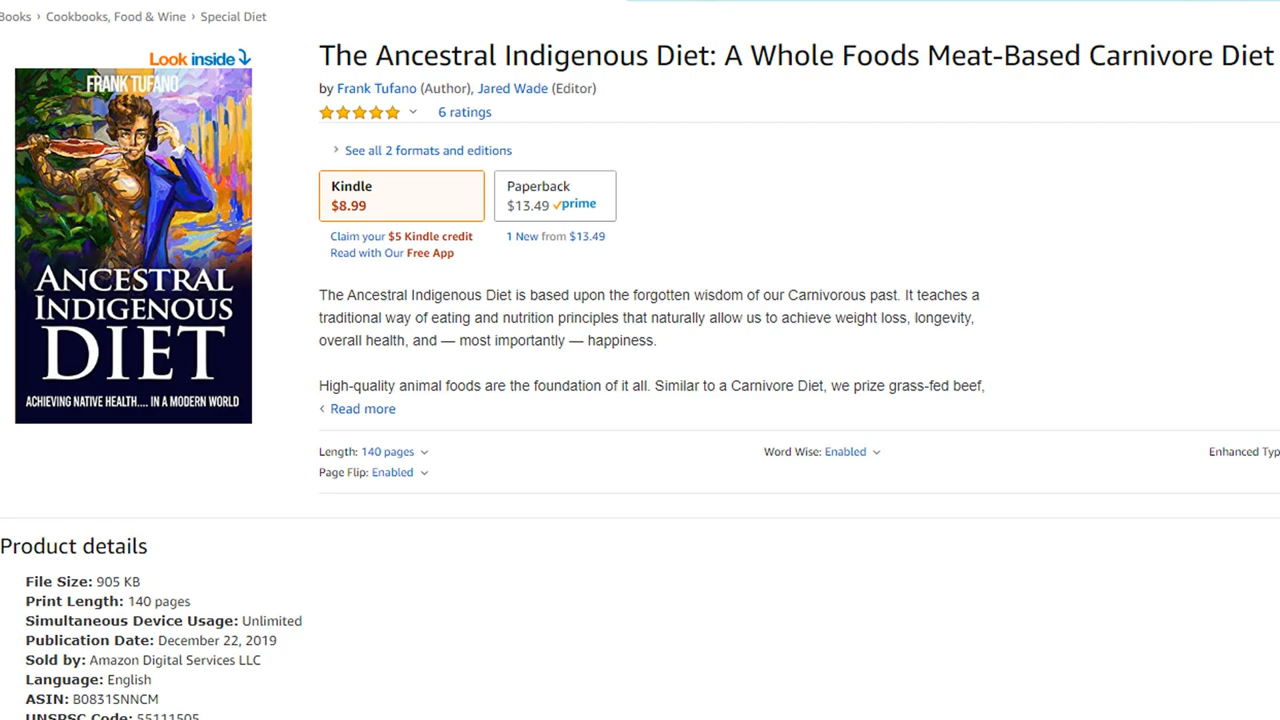 Books › Cookbooks, Food & Wine › Special Diet
Look inside
FRANK TUFANO
ANCESTRAL
INDIGENOUS
DIET
ACHIEVING NATIVE HEALTH.... IN A MODERN WORLD
The Ancestral Indigenous Diet: A Whole Foods Meat-Based Carnivore Diet
by Frank Tufano (Author), Jared Wade (Editor)
6 ratings
See all 2 formats and editions
Kindle
$8.99
Paperback
$13.49 prime
Claim your $5 Kindle credit
Read with Our Free App
1 New from $13.49
The Ancestral Indigenous Diet is based upon the forgotten wisdom of our Carnivorous past. It teaches a
traditional way of eating and nutrition principles that naturally allow us to achieve weight loss, longevity,
overall health, and — most importantly — happiness.
High-quality animal foods are the foundation of it all. Similar to a Carnivore Diet, we prize grass-fed beef,
Read more
Length: 140 pages
Word Wise: Enabled
Enhanced Typ
Page Flip: Enabled
Product details
File Size: 905 KB
Print Length: 140 pages
Simultaneous Device Usage: Unlimited
Publication Date: December 22, 2019
Sold by: Amazon Digital Services LLC
Language: English
ASIN: B0831SNNCM
UNSPSC Code: 55111505